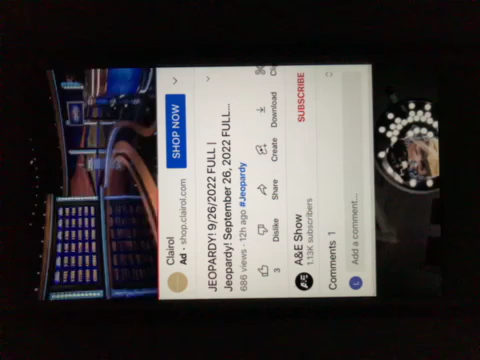 Clairol
Ad · shop.clairol.com
SHOP NOW
JEOPARDY! 9/26/2022 FULL |
Jeopardy! September 26, 2022 FULL...
686 views · 12h ago #Jeopardy
3
Dislike
Share
Create
Download
A&E Show
1.13K subscribers
SUBSCRIBE
Comments 1
L
Add a comment...